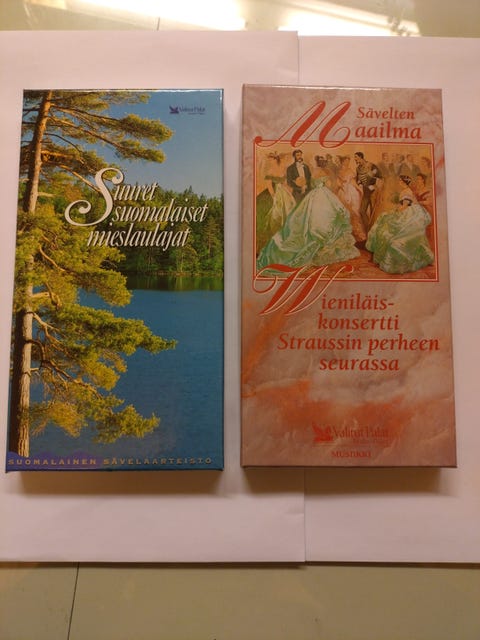 Valitut Palat
Suuret
suomalaiset
mieslaulajat
SUOMALAINEN SÄVELAARTEISTO
Sävelten
Maailma
Wieniläis-
konsertti
Straussin perheen
seurassa
Valitut Palat
MUSIIKKI